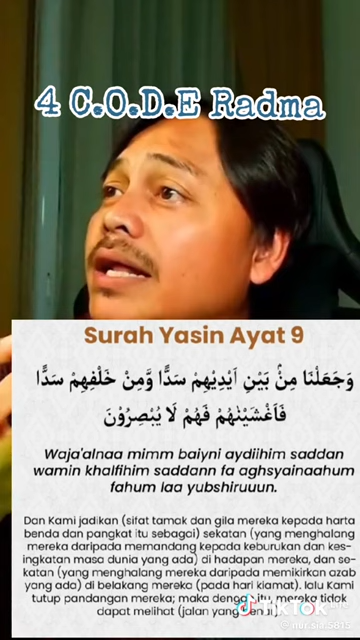 4 C.O.D.E Radma
Surah Yasin Ayat 9
وَجَعَلْنَا مِنْۢ بَيْنِ اَيْدِيْهِمْ سَدًّا وَّمِنْ خَلْفِهِمْ سَدًّا
فَاَغْشَيْنٰهُمْ فَهُمْ لَا يُبْصِرُوْنَ
Waja'alnaa mimm baiyni aydiihim saddan
wamin khalfihim saddann fa aghsyainaahum
fahum laa yubshiruuun.
Dan Kami jadikan (sifat tamak dan gila mereka kepada harta
benda dan pangkat itu sebagai) sekatan (yang menghalang
mereka daripada memandang kepada keburukan dan kes-
ingkatan masa dunia yang ada) di hadapan mereka, dan se-
katan (yang menghalang mereka daripada memikirkan azab
yang ada) di belakang mereka (pada hari kiamat). lalu Kami
tutup pandangan mereka; maka dengan itu mereka tidak
dapat melihat (jalan yang
TikTok